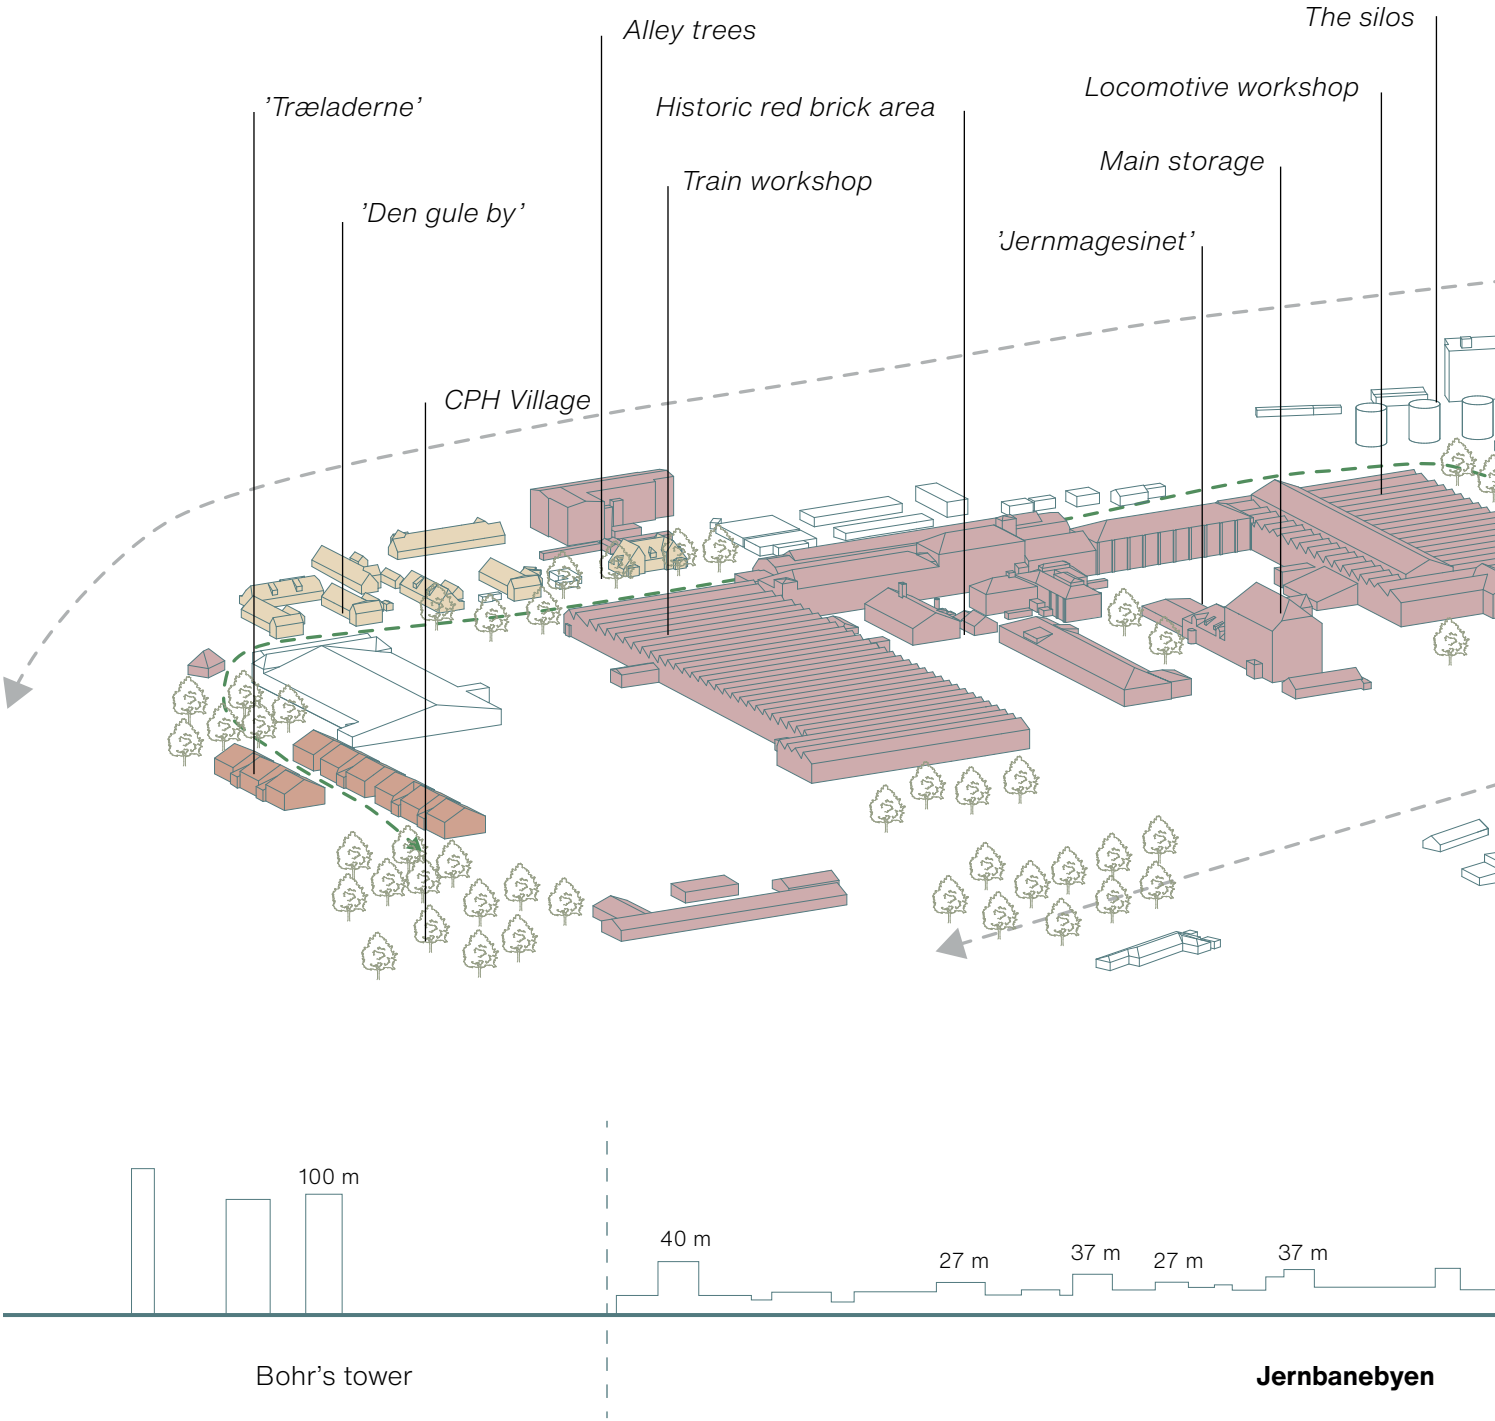 The silos
Alley trees
Locomotive workshop
’Træladerne’
Historic red brick area
Main storage
Train workshop
’Den gule by’
’Jernmagesinet’
CPH Village
100 m
40 m
27 m
37 m
27 m
37 m
Bohr’s tower
Jernbanebyen